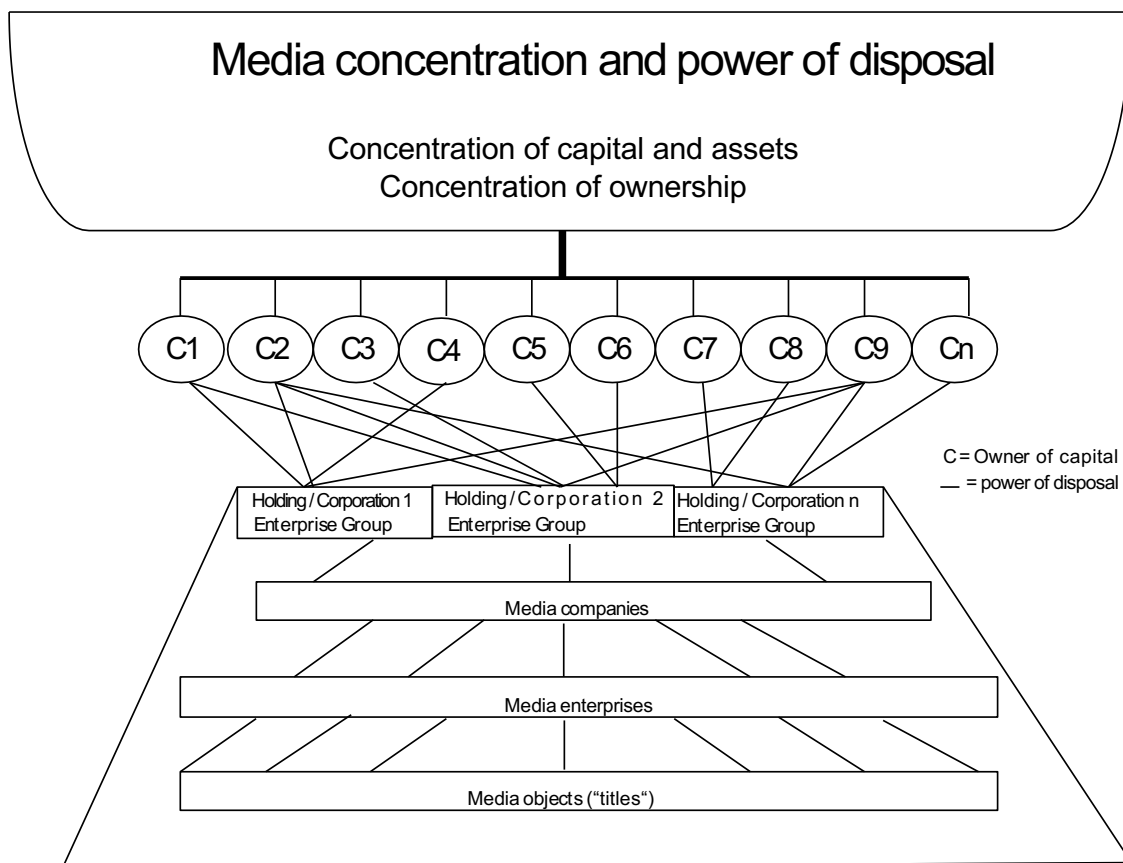 Media concentration and power of disposal
Concentration of capital and assets
Concentration of ownership
C1 C2 C3 C4 C5 C6 C7 C8 C9 Cn
C = Owner of capital
— = power of disposal
Holding / Corporation 1
Enterprise Group
Holding / Corporation 2
Enterprise Group
Holding / Corporation n
Enterprise Group
Media companies
Media enterprises
Media objects (“titles“)